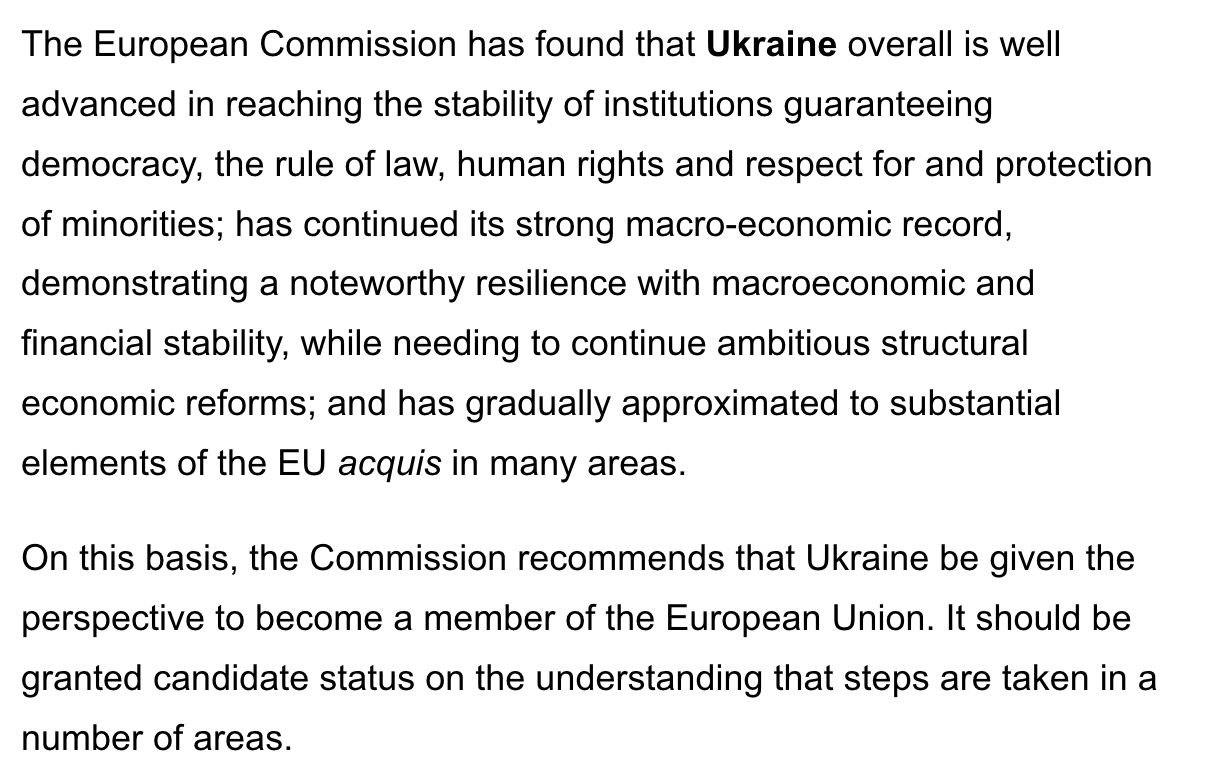 The European Commission has found that Ukraine overall is well
advanced in reaching the stability of institutions guaranteeing
democracy, the rule of law, human rights and respect for and protection
of minorities; has continued its strong macro-economic record,
demonstrating a noteworthy resilience with macroeconomic and
financial stability, while needing to continue ambitious structural
economic reforms; and has gradually approximated to substantial
elements of the EU acquis in many areas.
On this basis, the Commission recommends that Ukraine be given the
perspective to become a member of the European Union. It should be
granted candidate status on the understanding that steps are taken in a
number of areas.